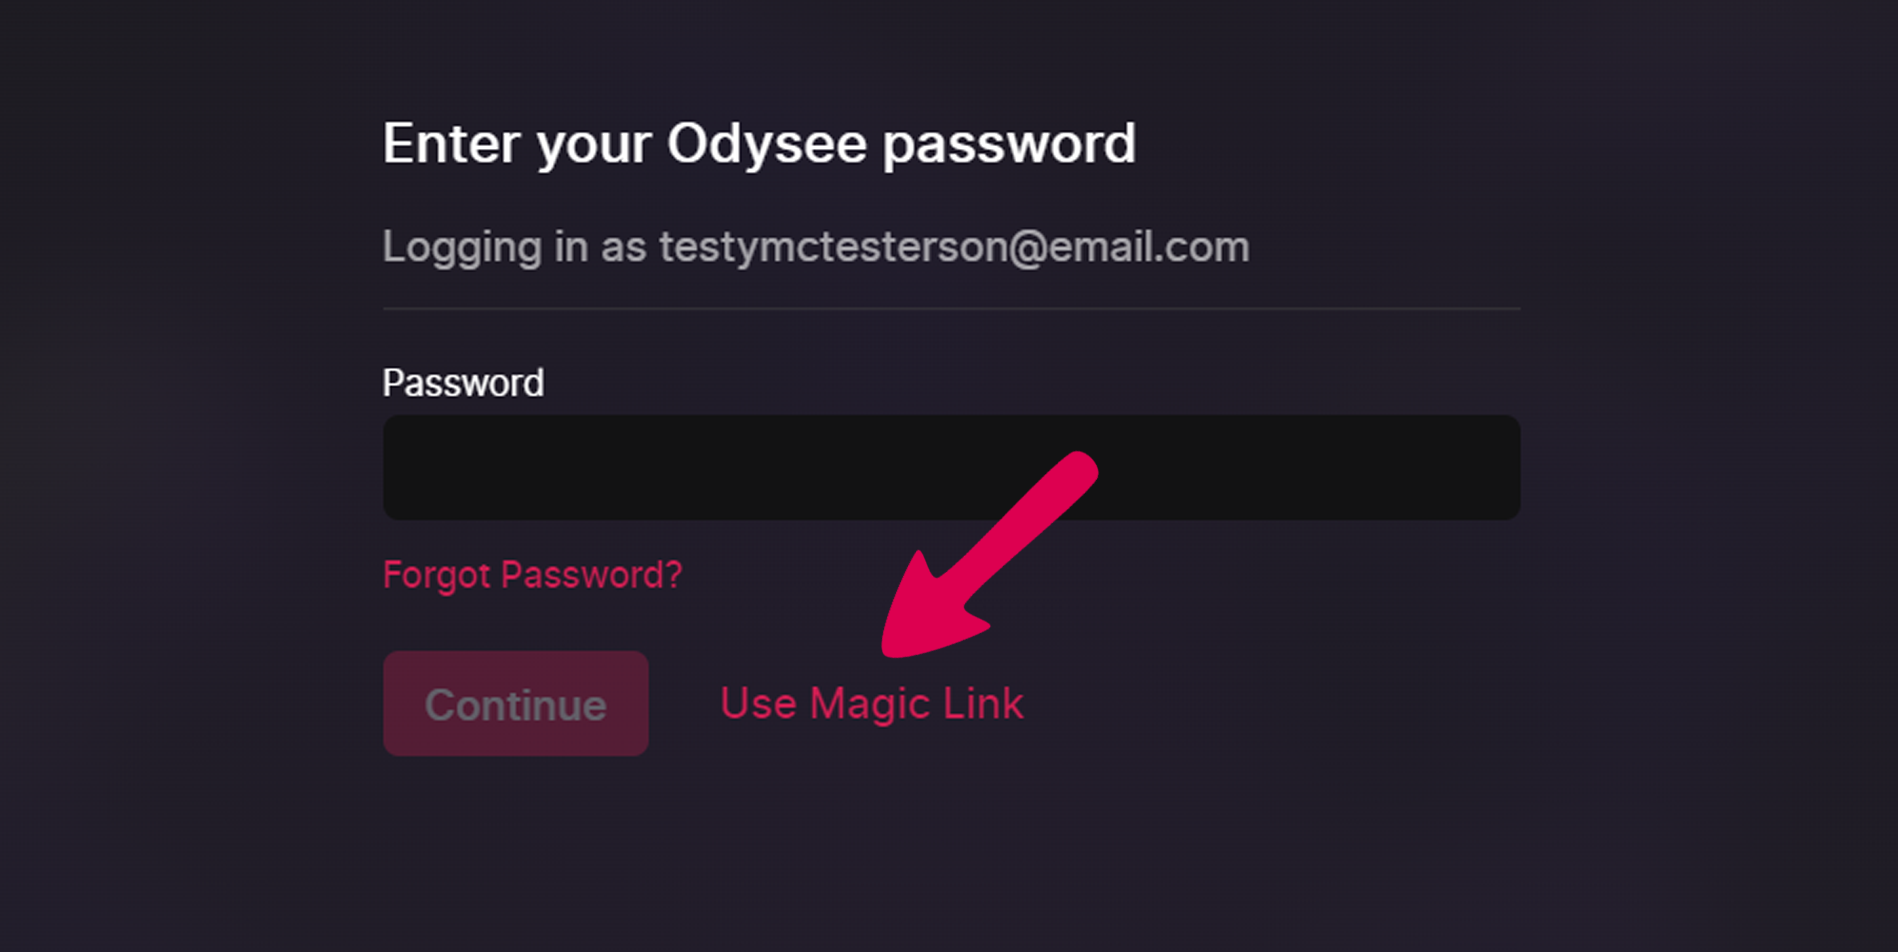 Enter your Odysee password
Logging in as testymctesterson@email.com
Password
Forgot Password?
Continue
Use Magic Link